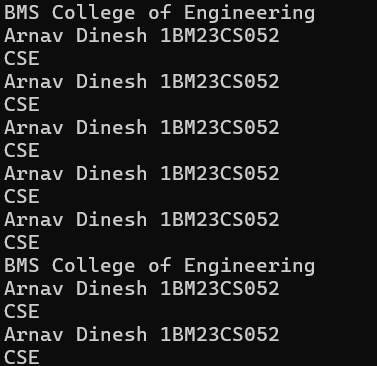 BMS College of Engineering
Arnav Dinesh 1BM23CS052
CSE
Arnav Dinesh 1BM23CS052
CSE
Arnav Dinesh 1BM23CS052
CSE
Arnav Dinesh 1BM23CS052
CSE
Arnav Dinesh 1BM23CS052
CSE
BMS College of Engineering
Arnav Dinesh 1BM23CS052
CSE
Arnav Dinesh 1BM23CS052
CSE